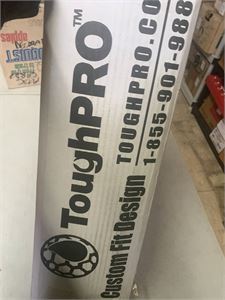 ToughPRO™
TOUGHPRO.CO
Custom Fit Design
1-855-901-988